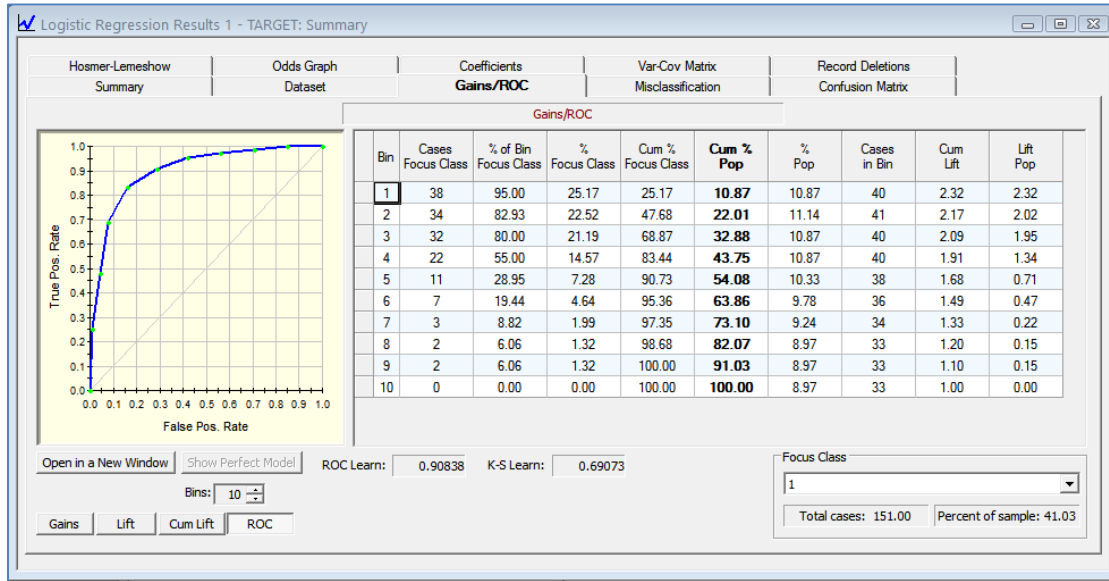 Logistic Regression Results 1 - TARGET: Summary
Hosmer-Lemeshow Odds Graph Coefficients Var-Cov Matrix Record Deletions
Summary Dataset Gains/ROC Misclassification Confusion Matrix
Gains/ROC
1.0
0.9
0.8
0.7
0.6
0.5
0.4
0.3
0.2
0.1
0.0
True Pos. Rate
0.0 0.1 0.2 0.3 0.4 0.5 0.6 0.7 0.8 0.9 1.0
False Pos. Rate
Bin Cases Focus Class % of Bin Focus Class % Focus Class Cum % Focus Class Cum % Pop % Pop Cases in Bin Cum Lift Lift Pop
1 38 95.00 25.17 25.17 10.87 10.87 40 2.32 2.32
2 34 82.93 22.52 47.68 22.01 11.14 41 2.17 2.02
3 32 80.00 21.19 68.87 32.88 10.87 40 2.09 1.95
4 22 55.00 14.57 83.44 43.75 10.87 40 1.91 1.34
5 11 28.95 7.28 90.73 54.08 10.33 38 1.68 0.71
6 7 19.44 4.64 95.36 63.86 9.78 36 1.49 0.47
7 3 8.82 1.99 97.35 73.10 9.24 34 1.33 0.22
8 2 6.06 1.32 98.68 82.07 8.97 33 1.20 0.15
9 2 6.06 1.32 100.00 91.03 8.97 33 1.10 0.15
10 0 0.00 0.00 100.00 100.00 8.97 33 1.00 0.00
Open in a New Window Show Perfect Model ROC Learn: 0.90838 K-S Learn: 0.69073
Bins: 10
Gains Lift Cum Lift ROC
Focus Class
1
Total cases: 151.00 Percent of sample: 41.03